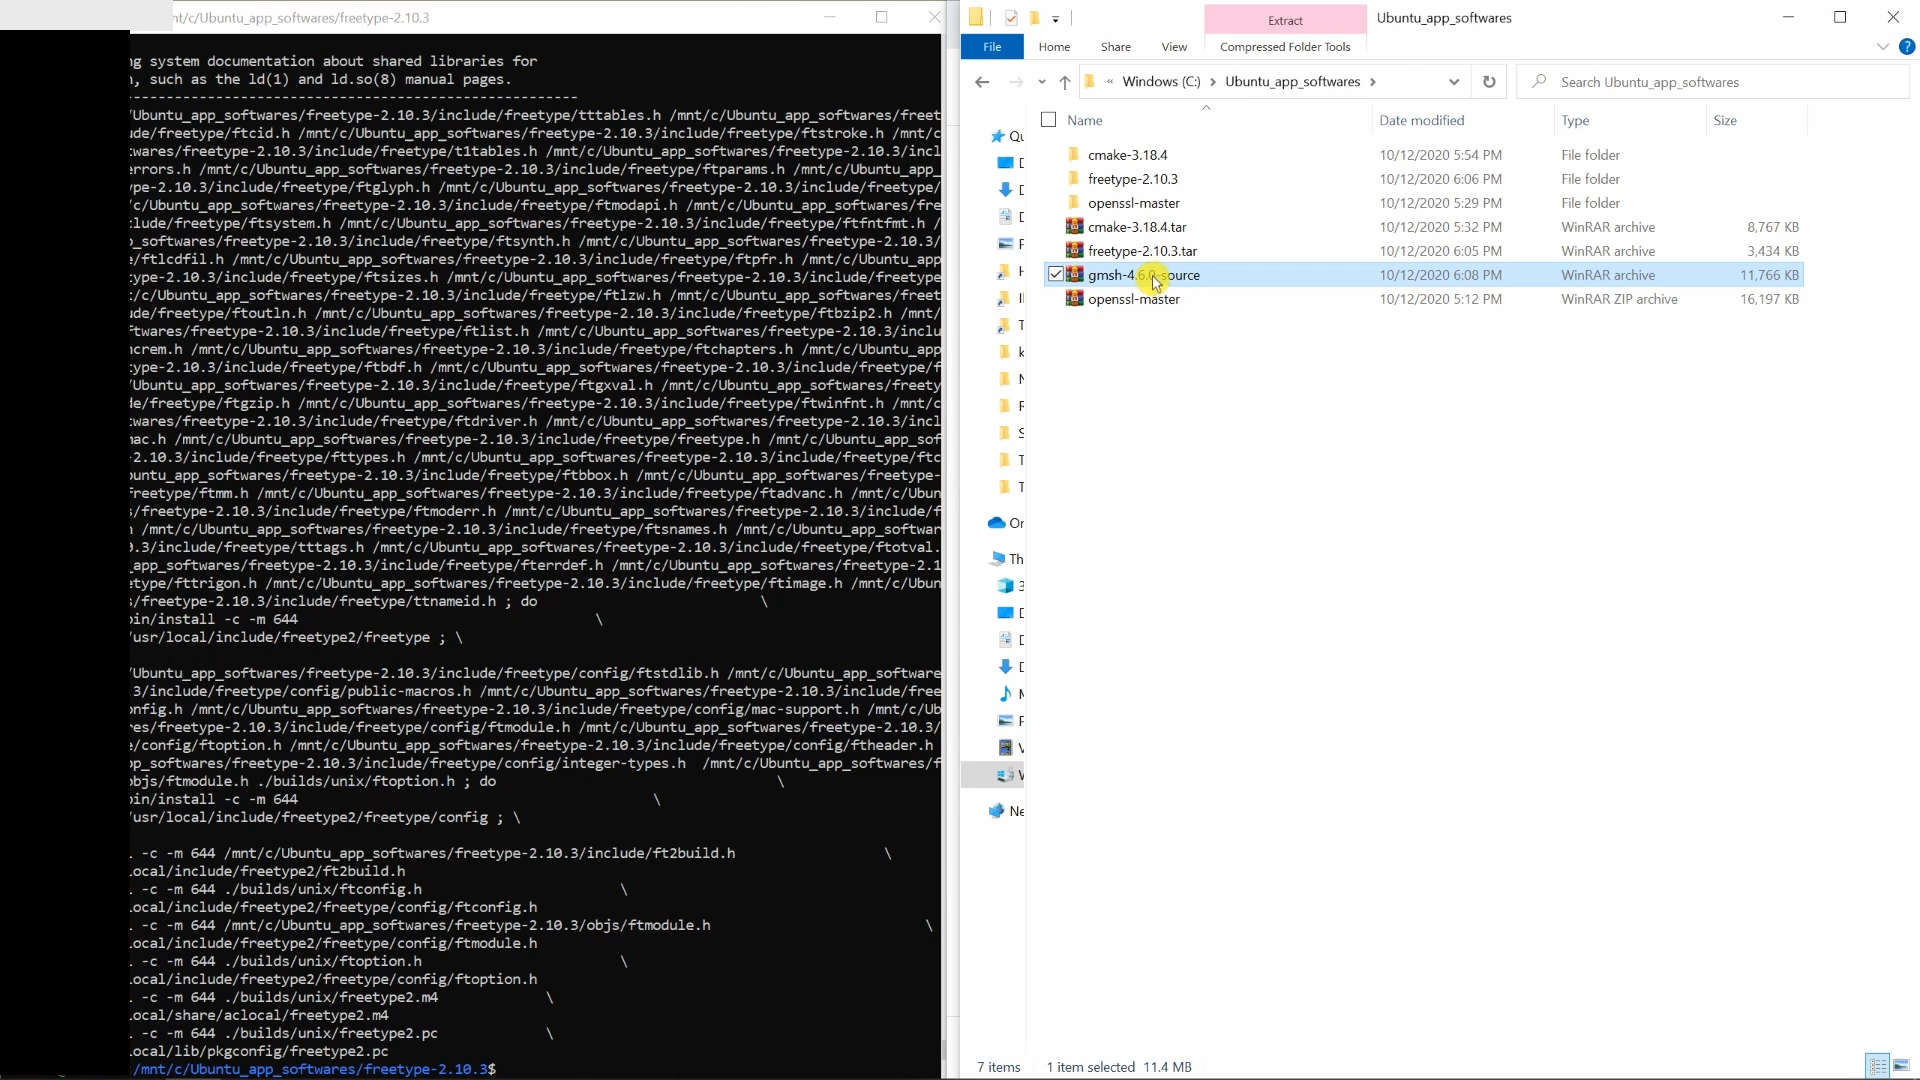 nt/c/Ubuntu_app_softwares/freetype-2.10.3
ng system documentation about shared libraries for
, such as the ld(1) and ld.so(8) manual pages.
----------------------------------------------------------
/Ubuntu_app_softwares/freetype-2.10.3/include/freetype/tttables.h /mnt/c/Ubuntu_app_softwares/freet
de/freetype/ftcid.h /mnt/c/Ubuntu_app_softwares/freetype-2.10.3/include/freetype/ftstroke.h /mnt/c
wares/freetype-2.10.3/include/freetype/t1tables.h /mnt/c/Ubuntu_app_softwares/freetype-2.10.3/incl
errors.h /mnt/c/Ubuntu_app_softwares/freetype-2.10.3/include/freetype/ftparams.h /mnt/c/Ubuntu_app
pe-2.10.3/include/freetype/ftglyph.h /mnt/c/Ubuntu_app_softwares/freetype-2.10.3/include/freetype/
/c/Ubuntu_app_softwares/freetype-2.10.3/include/freetype/ftmodapi.h /mnt/c/Ubuntu_app_softwares/fr
clude/freetype/ftsystem.h /mnt/c/Ubuntu_app_softwares/freetype-2.10.3/include/freetype/ftfntfmt.h /
p_softwares/freetype-2.10.3/include/freetype/ftsynth.h /mnt/c/Ubuntu_app_softwares/freetype-2.10.3/
/ftlcdfil.h /mnt/c/Ubuntu_app_softwares/freetype-2.10.3/include/freetype/ftpfr.h /mnt/c/Ubuntu_app
type-2.10.3/include/freetype/ftsizes.h /mnt/c/Ubuntu_app_softwares/freetype-2.10.3/include/freetype
t/c/Ubuntu_app_softwares/freetype-2.10.3/include/freetype/ftlzw.h /mnt/c/Ubuntu_app_softwares/freet
de/freetype/ftoutln.h /mnt/c/Ubuntu_app_softwares/freetype-2.10.3/include/freetype/ftbzip2.h /mnt/
ftwares/freetype-2.10.3/include/freetype/ftlist.h /mnt/c/Ubuntu_app_softwares/freetype-2.10.3/inclu
ncrem.h /mnt/c/Ubuntu_app_softwares/freetype-2.10.3/include/freetype/ftchapters.h /mnt/c/Ubuntu_app
ype-2.10.3/include/freetype/ftbdf.h /mnt/c/Ubuntu_app_softwares/freetype-2.10.3/include/freetype/f
/Ubuntu_app_softwares/freetype-2.10.3/include/freetype/ftgxval.h /mnt/c/Ubuntu_app_softwares/freety
de/freetype/ftgzip.h /mnt/c/Ubuntu_app_softwares/freetype-2.10.3/include/freetype/ftwinfnt.h /mnt/c
wares/freetype-2.10.3/include/freetype/ftdriver.h /mnt/c/Ubuntu_app_softwares/freetype-2.10.3/incl
mac.h /mnt/c/Ubuntu_app_softwares/freetype-2.10.3/include/freetype/freetype.h /mnt/c/Ubuntu_app_sof
-2.10.3/include/freetype/fttypes.h /mnt/c/Ubuntu_app_softwares/freetype-2.10.3/include/freetype/ftc
buntu_app_softwares/freetype-2.10.3/include/freetype/ftbbox.h /mnt/c/Ubuntu_app_softwares/freetype-
freetype/ftmm.h /mnt/c/Ubuntu_app_softwares/freetype-2.10.3/include/freetype/ftadvanc.h /mnt/c/Ubun
s/freetype-2.10.3/include/freetype/ftmoderr.h /mnt/c/Ubuntu_app_softwares/freetype-2.10.3/include/f
h /mnt/c/Ubuntu_app_softwares/freetype-2.10.3/include/freetype/ftsnames.h /mnt/c/Ubuntu_app_softwar
0.3/include/freetype/tttags.h /mnt/c/Ubuntu_app_softwares/freetype-2.10.3/include/freetype/ftotval.
_app_softwares/freetype-2.10.3/include/freetype/fterrdef.h /mnt/c/Ubuntu_app_softwares/freetype-2.1
type/fttrigon.h /mnt/c/Ubuntu_app_softwares/freetype-2.10.3/include/freetype/ftimage.h /mnt/c/Ubun
s/freetype-2.10.3/include/freetype/ttnameid.h ; do \
bin/install -c -m 644 \
/usr/local/include/freetype2/freetype ; \
/Ubuntu_app_softwares/freetype-2.10.3/include/freetype/config/ftstdlib.h /mnt/c/Ubuntu_app_software
3/include/freetype/config/public-macros.h /mnt/c/Ubuntu_app_softwares/freetype-2.10.3/include/free
onfig.h /mnt/c/Ubuntu_app_softwares/freetype-2.10.3/include/freetype/config/mac-support.h /mnt/c/Ub
res/freetype-2.10.3/include/freetype/config/ftmodule.h /mnt/c/Ubuntu_app_softwares/freetype-2.10.3/
e/config/ftoption.h /mnt/c/Ubuntu_app_softwares/freetype-2.10.3/include/freetype/config/ftheader.h
pp_softwares/freetype-2.10.3/include/freetype/config/integer-types.h /mnt/c/Ubuntu_app_softwares/f
objs/ftmodule.h ./builds/unix/ftoption.h ; do \
bin/install -c -m 644 \
/usr/local/include/freetype2/freetype/config ; \
-c -m 644 /mnt/c/Ubuntu_app_softwares/freetype-2.10.3/include/ft2build.h \
ocal/include/freetype2/ft2build.h
-c -m 644 ./builds/unix/ftconfig.h \
ocal/include/freetype2/freetype/config/ftconfig.h
-c -m 644 /mnt/c/Ubuntu_app_softwares/freetype-2.10.3/objs/ftmodule.h \
ocal/include/freetype2/freetype/config/ftmodule.h
-c -m 644 ./builds/unix/ftoption.h \
ocal/include/freetype2/freetype/config/ftoption.h
-c -m 644 ./builds/unix/freetype2.m4 \
ocal/share/aclocal/freetype2.m4
-c -m 644 ./builds/unix/freetype2.pc \
ocal/lib/pkgconfig/freetype2.pc
/mnt/c/Ubuntu_app_softwares/freetype-2.10.3$
Extract Ubuntu_app_softwares
File Home Share View Compressed Folder Tools
« Windows (C:) > Ubuntu_app_softwares >
Search Ubuntu_app_softwares
Name Date modified Type Size
cmake-3.18.4 10/12/2020 5:54 PM File folder
freetype-2.10.3 10/12/2020 6:06 PM File folder
openssl-master 10/12/2020 5:29 PM File folder
cmake-3.18.4.tar 10/12/2020 5:32 PM WinRAR archive 8,767 KB
freetype-2.10.3.tar 10/12/2020 6:05 PM WinRAR archive 3,434 KB
gmsh-4.6.0-source 10/12/2020 6:08 PM WinRAR archive 11,766 KB
openssl-master 10/12/2020 5:12 PM WinRAR ZIP archive 16,197 KB
Qu
On
Th
Ne
7 items 1 item selected 11.4 MB